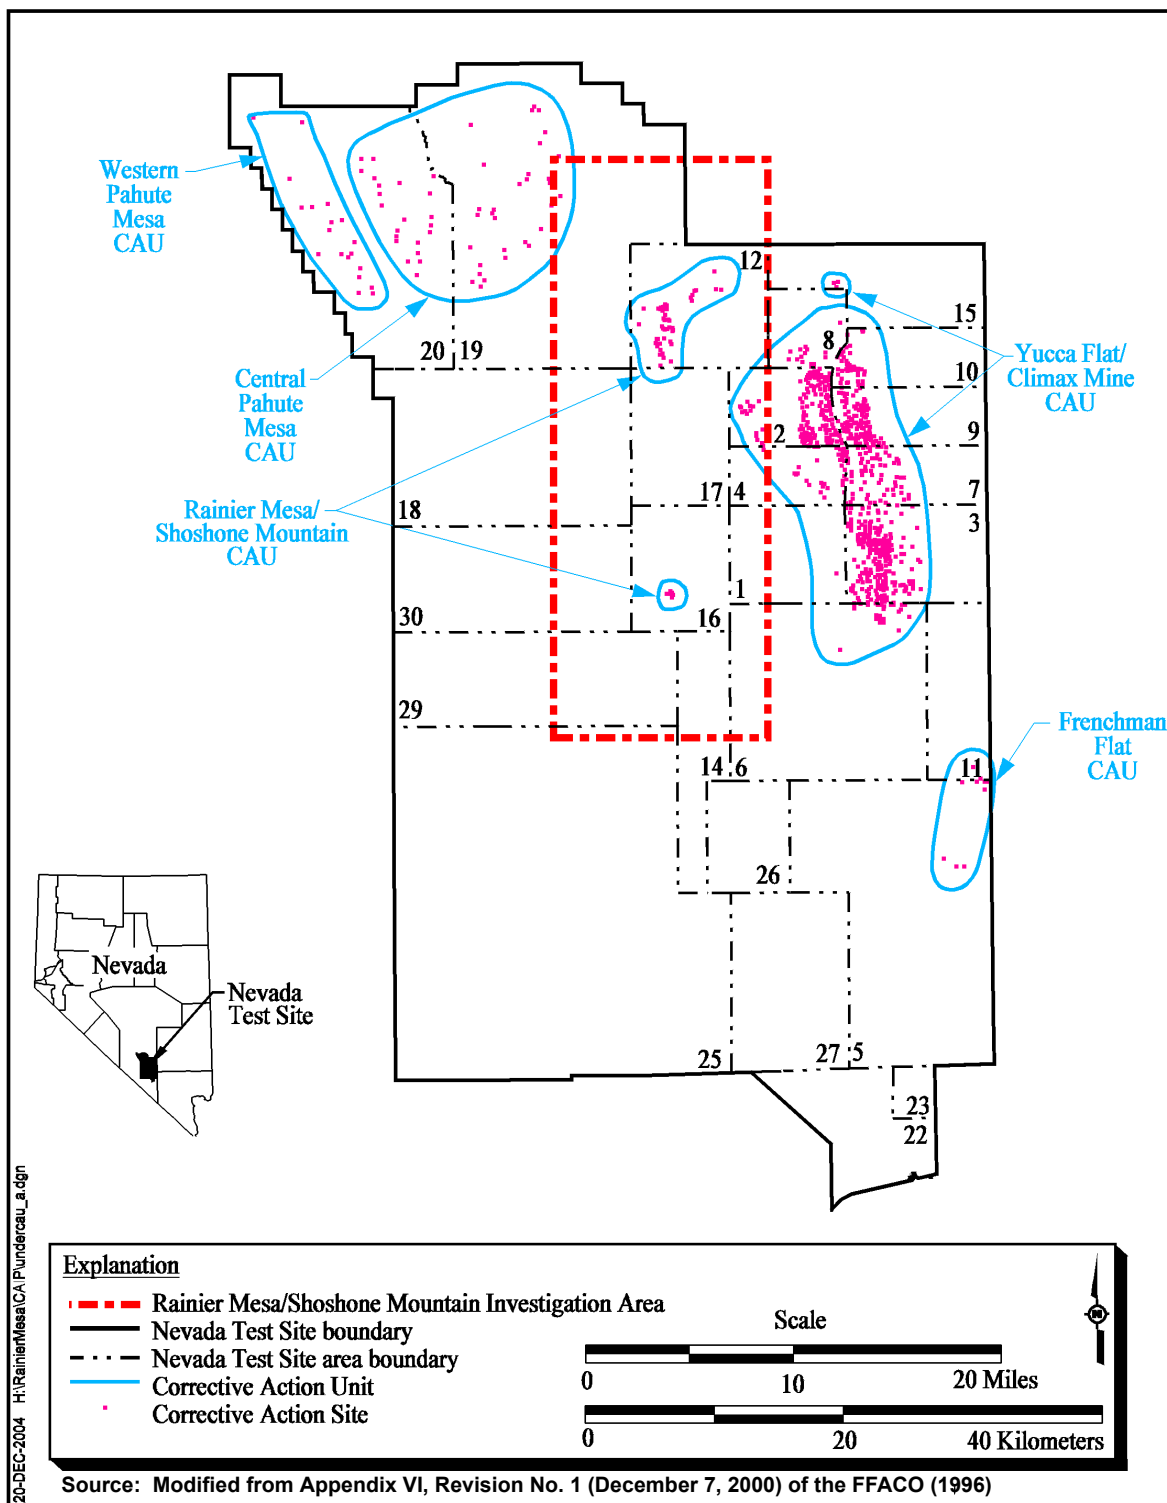 Western
Pahute
Mesa
CAU
12
15
8
20
19
Yucca Flat/
Climax Mine
CAU
10
Central
Pahute
Mesa
CAU
2
9
17
4
7
3
18
Rainier Mesa/
Shoshone Mountain
CAU
1
30
16
29
Frenchman
Flat
CAU
14
6
11
26
Nevada
Nevada
Test Site
25
27
5
23
22
20-DEC-2004 H:\RainierMesa\CAIP\undercau_a.dgn
Explanation
Rainier Mesa/Shoshone Mountain Investigation Area
Nevada Test Site boundary
Nevada Test Site area boundary
Corrective Action Unit
Corrective Action Site
Scale
0 10 20 Miles
0 20 40 Kilometers
N
Source: Modified from Appendix VI, Revision No. 1 (December 7, 2000) of the FFACO (1996)